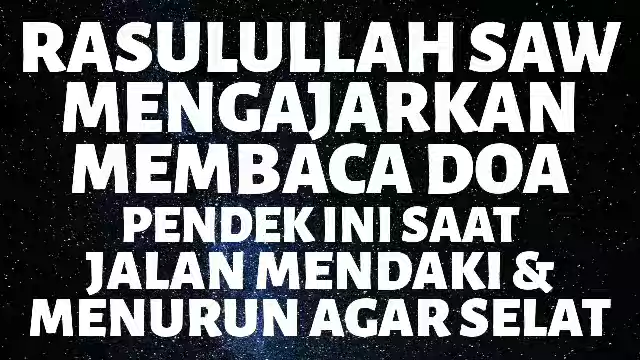 RASULULLAH SAW
MENGAJARKAN
MEMBACA DOA
PENDEK INI SAAT
JALAN MENDAKI &
MENURUN AGAR SELAT